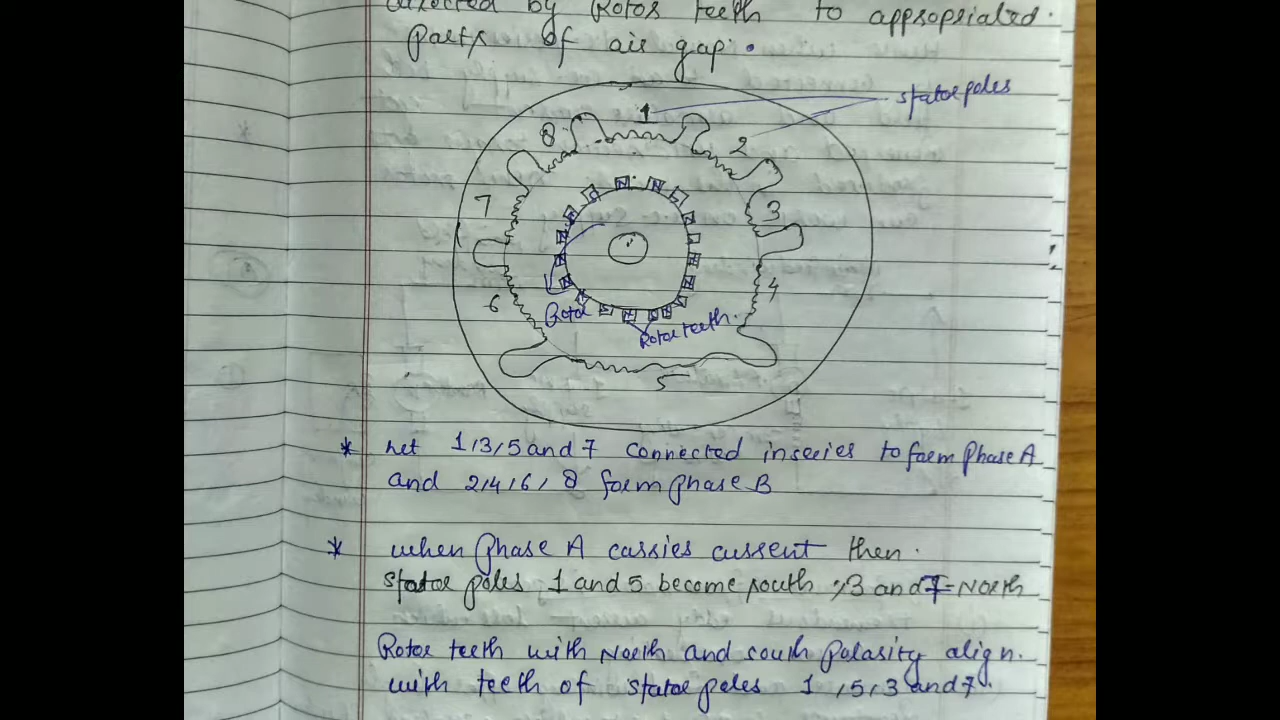 by Rotor teeth to appropriated.
parts of air gap.
stator poles
1
8
2
7
3
6
4
Rotor
Rotor teeth.
5
* Let 1,3,5 and 7 connected in series to form phase A
and 2,4,6, 8 form phase B
* when phase A carries current then.
stator poles 1 and 5 become south ,3 and 7 = North
Rotor teeth with North and south polarity align.
with teeth of stator poles 1 ,5,3 and 7.